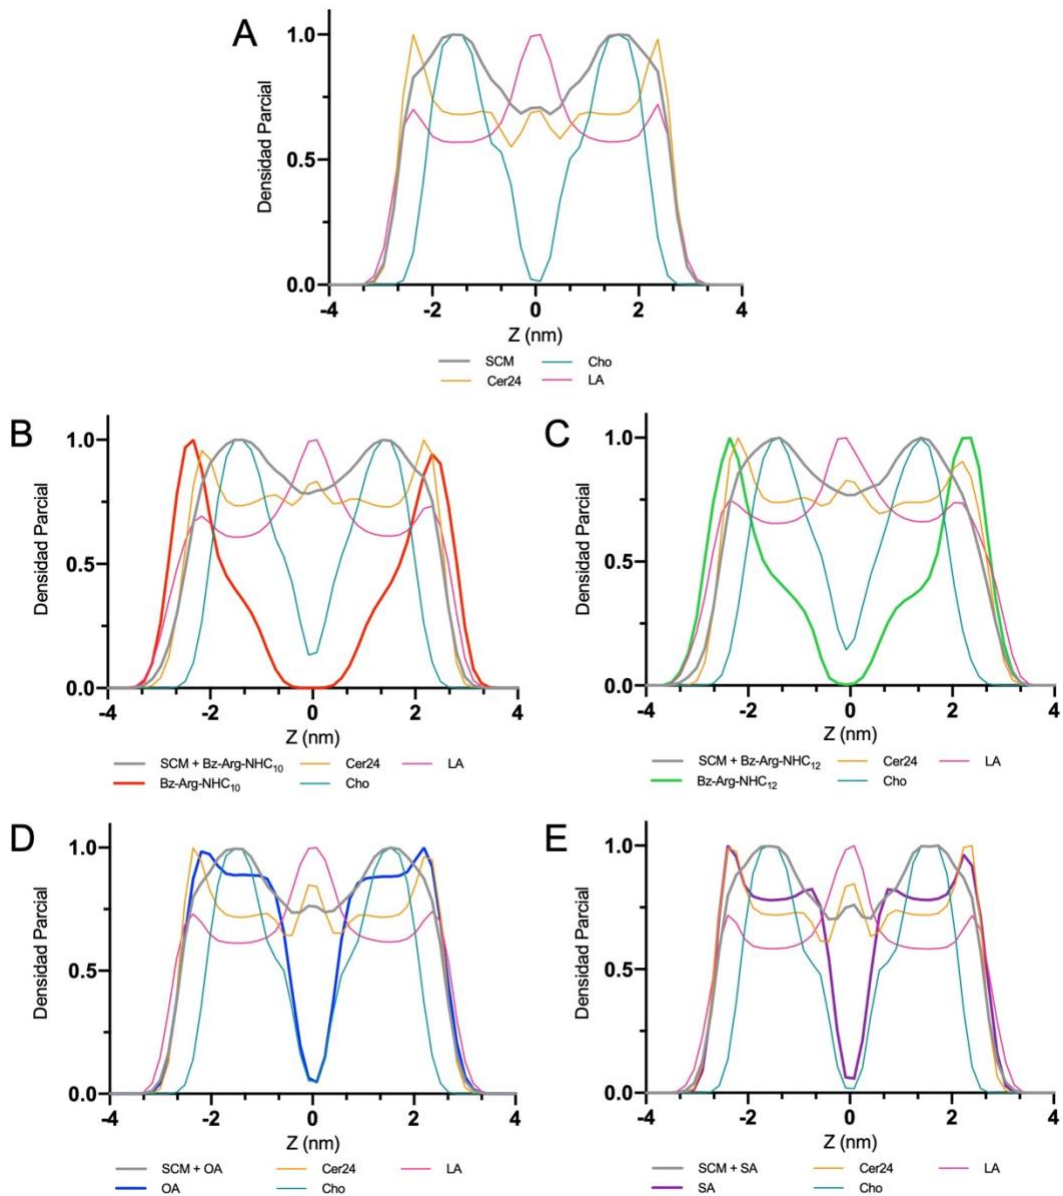 A
Densidad Parcial
1.0
0.5
0.0
-4 -2 0 2 4
Z (nm)
SCM Cho
Cer24 LA
B
Densidad Parcial
1.0
0.5
0.0
-4 -2 0 2 4
Z (nm)
SCM + Bz-Arg-NHC₁₀ Cer24 LA
Bz-Arg-NHC₁₀ Cho
C
Densidad Parcial
1.0
0.5
0.0
-4 -2 0 2 4
Z (nm)
SCM + Bz-Arg-NHC₁₂ Cer24 LA
Bz-Arg-NHC₁₂ Cho
D
Densidad Parcial
1.0
0.5
0.0
-4 -2 0 2 4
Z (nm)
SCM + OA Cer24 LA
OA Cho
E
Densidad Parcial
1.0
0.5
0.0
-4 -2 0 2 4
Z (nm)
SCM + SA Cer24 LA
SA Cho